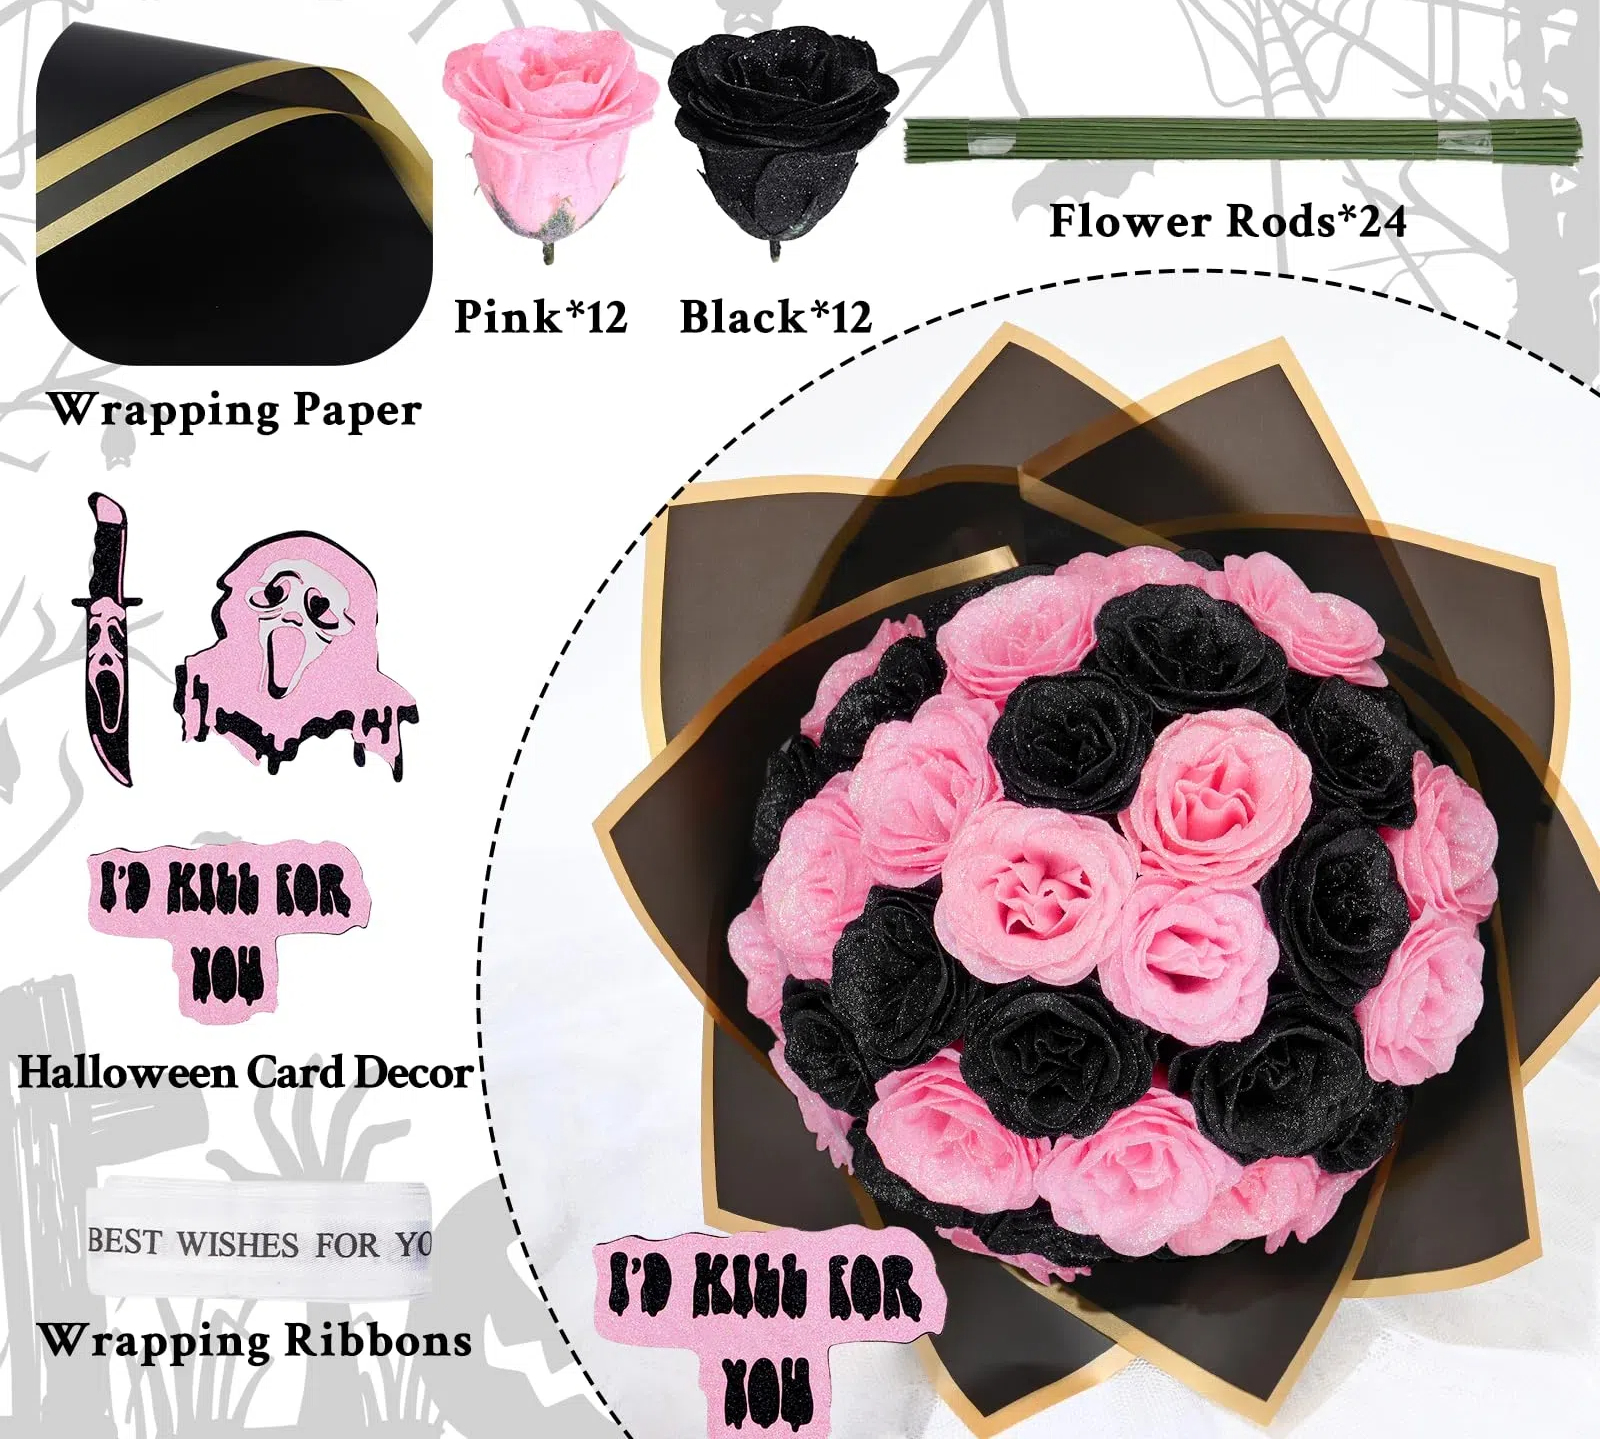 Pink*12
Black*12
Flower Rods*24
Wrapping Paper
I'D KILL FOR
YOU
Halloween Card Decor
BEST WISHES FOR YO
Wrapping Ribbons
I'D KILL FOR
YOU